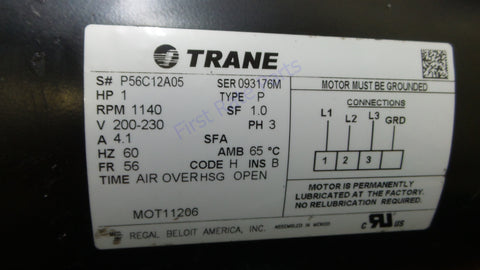 TRANE
S# P56C12A05 SER 093176M
HP 1 TYPE P
RPM 1140 SF 1.0
V 200-230 PH 3
A 4.1 SFA
HZ 60 AMB 65 °C
FR 56 CODE H INS B
TIME AIR OVER HSG OPEN
MOT11206
REGAL BELOIT AMERICA, INC. ASSEMBLED IN MEXICO
MOTOR MUST BE GROUNDED
CONNECTIONS
L1 L2 L3 GRD
1 2 3
MOTOR IS PERMANENTLY
LUBRICATED AT THE FACTORY.
NO RELUBRICATION REQUIRED.
C US
First